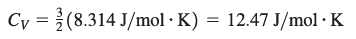 C_V = 3/2 (8.314 J/mol · K) = 12.47 J/mol · K